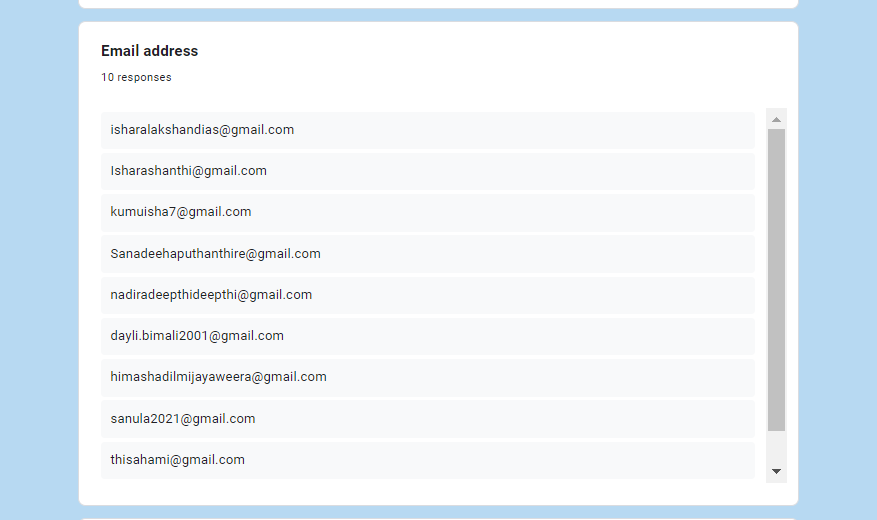 Email address
10 responses
isharalakshandias@gmail.com
Isharashanthi@gmail.com
kumuisha7@gmail.com
Sanadeehaputhanthire@gmail.com
nadiradeepthideepthi@gmail.com
dayli.bimali2001@gmail.com
himashadilmijayaweera@gmail.com
sanula2021@gmail.com
thisahami@gmail.com